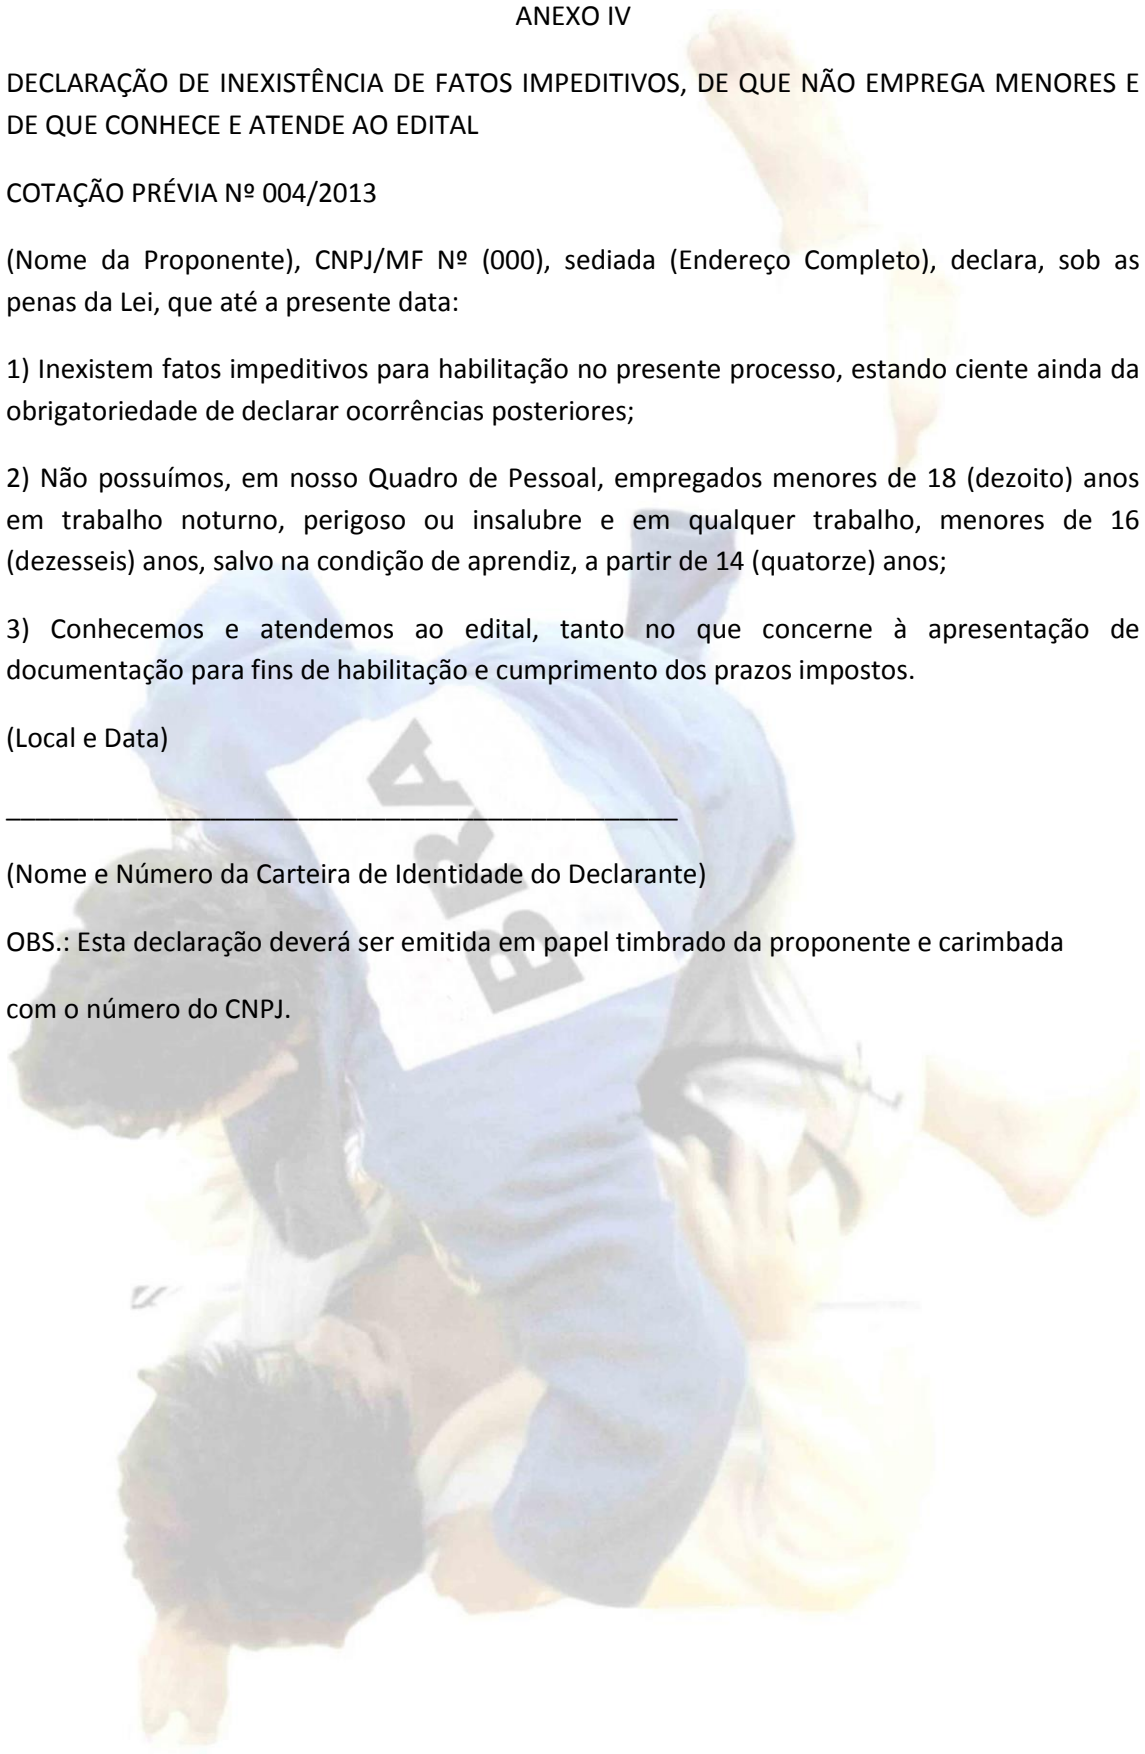 ANEXO IV
DECLARAÇÃO DE INEXISTÊNCIA DE FATOS IMPEDITIVOS, DE QUE NÃO EMPREGA MENORES E
DE QUE CONHECE E ATENDE AO EDITAL
COTAÇÃO PRÉVIA Nº 004/2013
(Nome da Proponente), CNPJ/MF Nº (000), sediada (Endereço Completo), declara, sob as
penas da Lei, que até a presente data:
1) Inexistem fatos impeditivos para habilitação no presente processo, estando ciente ainda da
obrigatoriedade de declarar ocorrências posteriores;
2) Não possuímos, em nosso Quadro de Pessoal, empregados menores de 18 (dezoito) anos
em trabalho noturno, perigoso ou insalubre e em qualquer trabalho, menores de 16
(dezesseis) anos, salvo na condição de aprendiz, a partir de 14 (quatorze) anos;
3) Conhecemos e atendemos ao edital, tanto no que concerne à apresentação de
documentação para fins de habilitação e cumprimento dos prazos impostos.
(Local e Data)
________________________________________________
(Nome e Número da Carteira de Identidade do Declarante)
OBS.: Esta declaração deverá ser emitida em papel timbrado da proponente e carimbada
com o número do CNPJ.
BRA